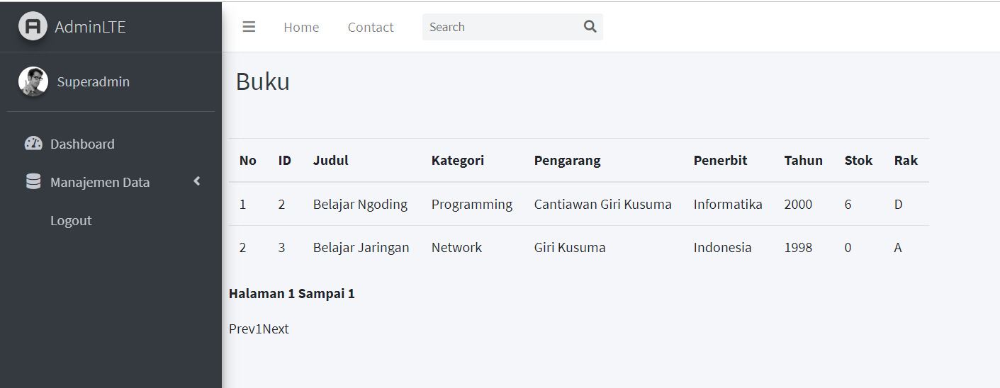 AdminLTE
Home Contact Search
Superadmin
Buku
Dashboard
Manajemen Data
Logout
No ID Judul Kategori Pengarang Penerbit Tahun Stok Rak
1 2 Belajar Ngoding Programming Cantiawan Giri Kusuma Informatika 2000 6 D
2 3 Belajar Jaringan Network Giri Kusuma Indonesia 1998 0 A
Halaman 1 Sampai 1
Prev1Next